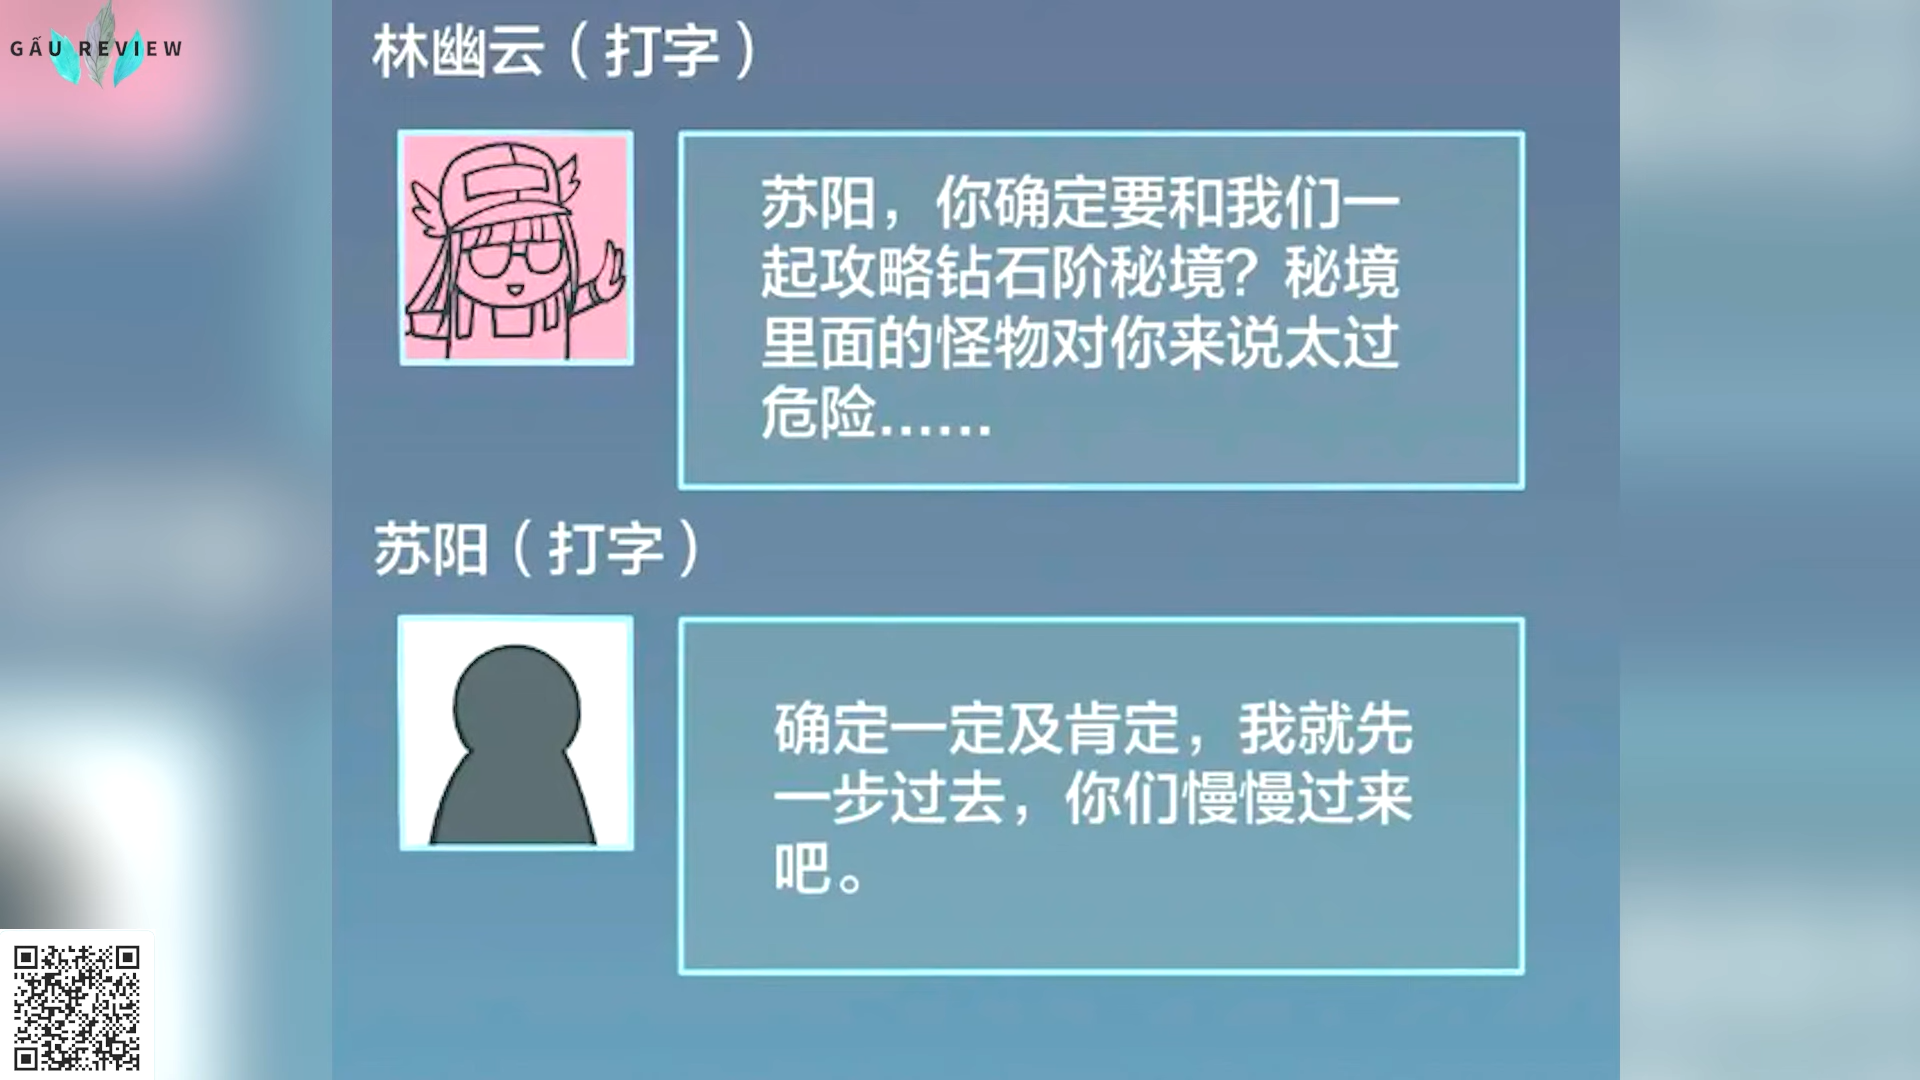 GẤU REVIEW
林幽云（打字）
苏阳，你确定要和我们一
起攻略钻石阶秘境？秘境
里面的怪物对你来说太过
危险......
苏阳（打字）
确定一定及肯定，我就先
一步过去，你们慢慢过来
吧。